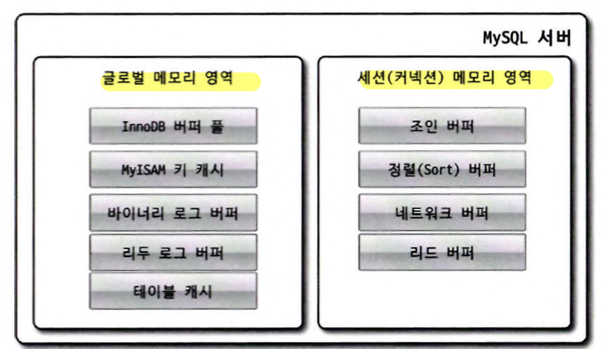 MySQL 서버
글로벌 메모리 영역
InnoDB 버퍼 풀
MyISAM 키 캐시
바이너리 로그 버퍼
리두 로그 버퍼
테이블 캐시
세션(커넥션) 메모리 영역
조인 버퍼
정렬(Sort) 버퍼
네트워크 버퍼
리드 버퍼